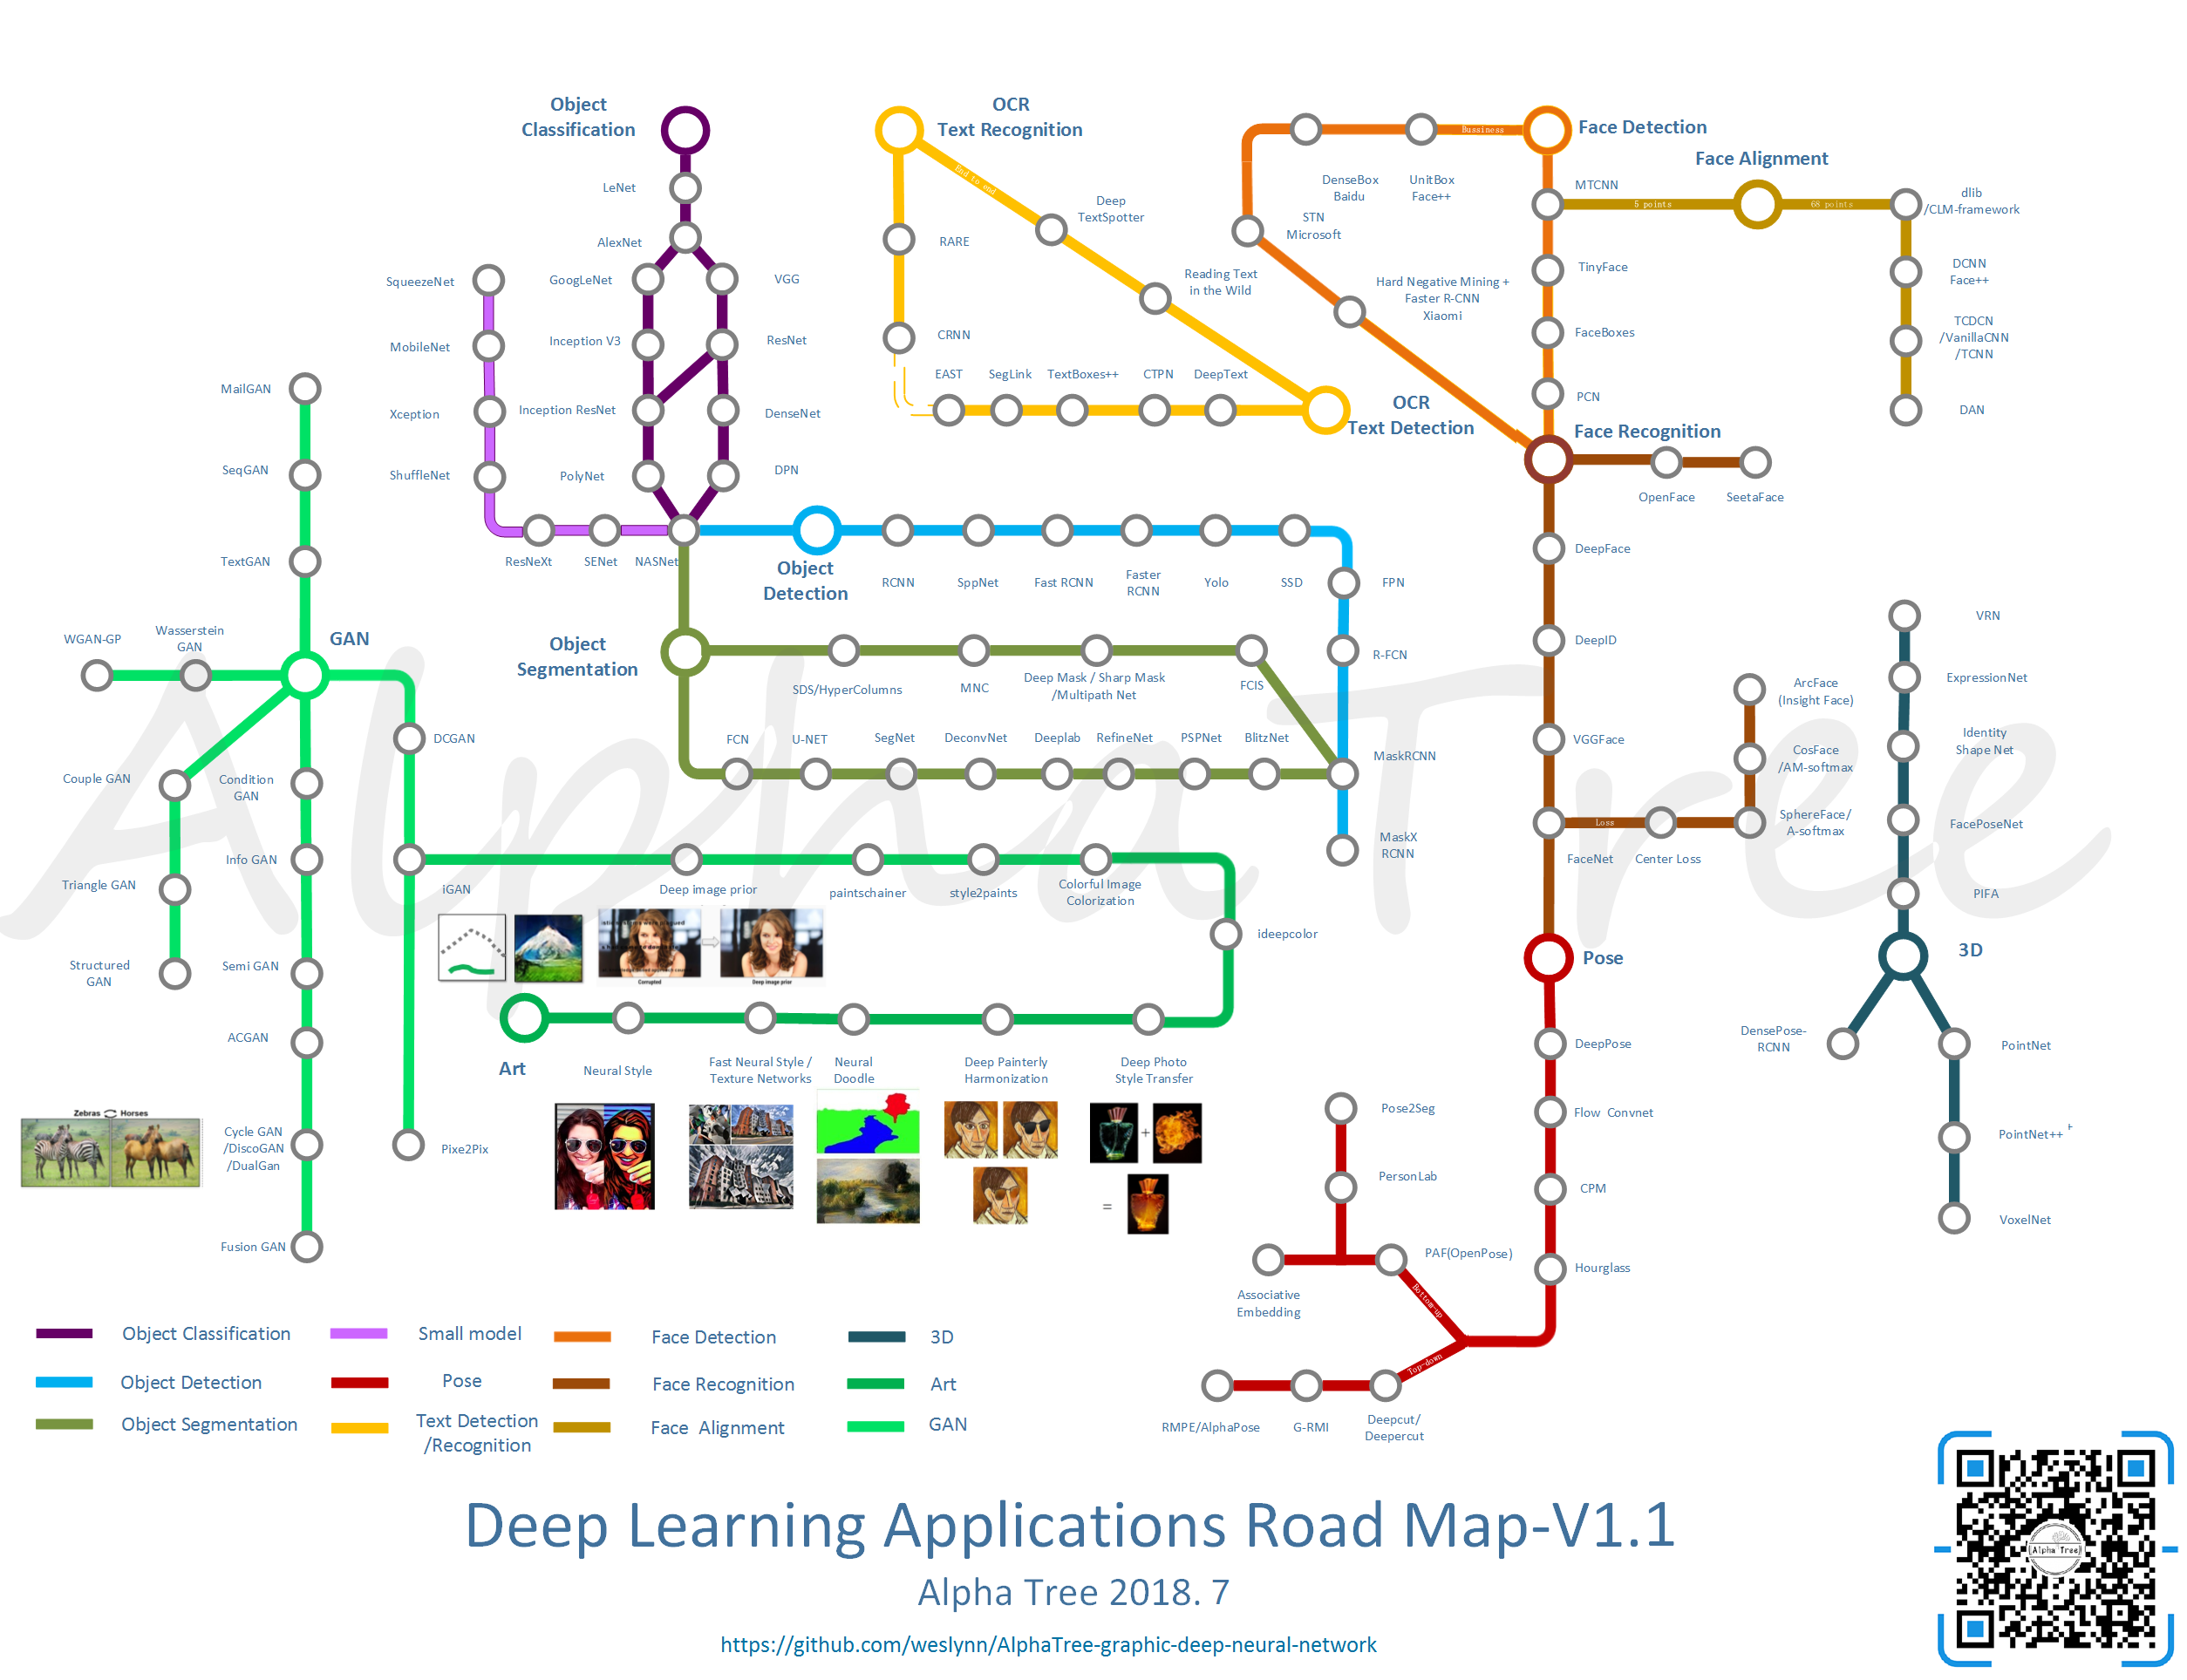 Object
Classification
LeNet
AlexNet
GoogLeNet
VGG
Inception V3
ResNet
Inception ResNet
DenseNet
PolyNet
DPN
SqueezeNet
MobileNet
Xception
ShuffleNet
ResNeXt
SENet
NASNet
OCR
Text Recognition
End to end
RARE
CRNN
Deep
TextSpotter
Reading Text
in the Wild
EAST
SegLink
TextBoxes++
CTPN
DeepText
OCR
Text Detection
Face Detection
Bussiness
UnitBox
Face++
DenseBox
Baidu
STN
Microsoft
Hard Negative Mining +
Faster R-CNN
Xiaomi
MTCNN
TinyFace
FaceBoxes
PCN
Face Alignment
5 points
68 points
dlib
/CLM-framework
DCNN
Face++
TCDCN
/VanillaCNN
/TCNN
DAN
Face Recognition
OpenFace
SeetaFace
DeepFace
DeepID
VGGFace
FaceNet
Loss
Center Loss
SphereFace/
A-softmax
CosFace
/AM-softmax
ArcFace
(Insight Face)
Object
Detection
RCNN
SppNet
Fast RCNN
Faster
RCNN
Yolo
SSD
FPN
R-FCN
MaskRCNN
MaskX
RCNN
Object
Segmentation
SDS/HyperColumns
MNC
Deep Mask / Sharp Mask
/Multipath Net
FCIS
FCN
U-NET
SegNet
DeconvNet
Deeplab
RefineNet
PSPNet
BlitzNet
MailGAN
SeqGAN
TextGAN
GAN
WGAN-GP
Wasserstein
GAN
Couple GAN
Triangle GAN
Structured
GAN
Condition
GAN
Info GAN
Semi GAN
ACGAN
Cycle GAN
/DiscoGAN
/DualGan
Fusion GAN
Zebras Horses
DCGAN
iGAN
Pixe2Pix
Deep image prior
paintschainer
style2paints
Colorful Image
Colorization
ideepcolor
Corrupted
Deep image prior
Art
Neural Style
Fast Neural Style /
Texture Networks
Neural
Doodle
Deep Painterly
Harmonization
Deep Photo
Style Transfer
+
=
Pose
DeepPose
Flow Convnet
CPM
Hourglass
Bottom-up
Top-down
Pose2Seg
PersonLab
PAF(OpenPose)
Associative
Embedding
RMPE/AlphaPose
G-RMI
Deepcut/
Deepercut
VRN
ExpressionNet
Identity
Shape Net
FacePoseNet
PIFA
3D
DensePose-
RCNN
PointNet
PointNet++
VoxelNet
Alpha Tree
Object Classification
Small model
Face Detection
3D
Object Detection
Pose
Face Recognition
Art
Object Segmentation
Text Detection
/Recognition
Face Alignment
GAN
Deep Learning Applications Road Map-V1.1
Alpha Tree 2018. 7
https://github.com/weslynn/AlphaTree-graphic-deep-neural-network
Alpha Tree